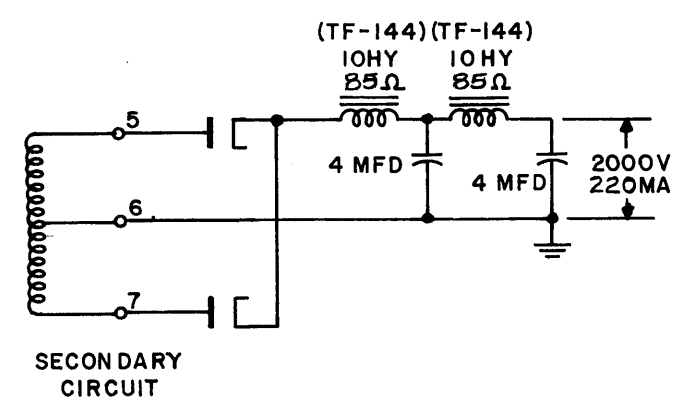 (TF-144) (TF-144)
10HY 10HY
85Ω 85Ω
5
4 MFD
4 MFD
2000V
220MA
6
7
SECONDARY
CIRCUIT